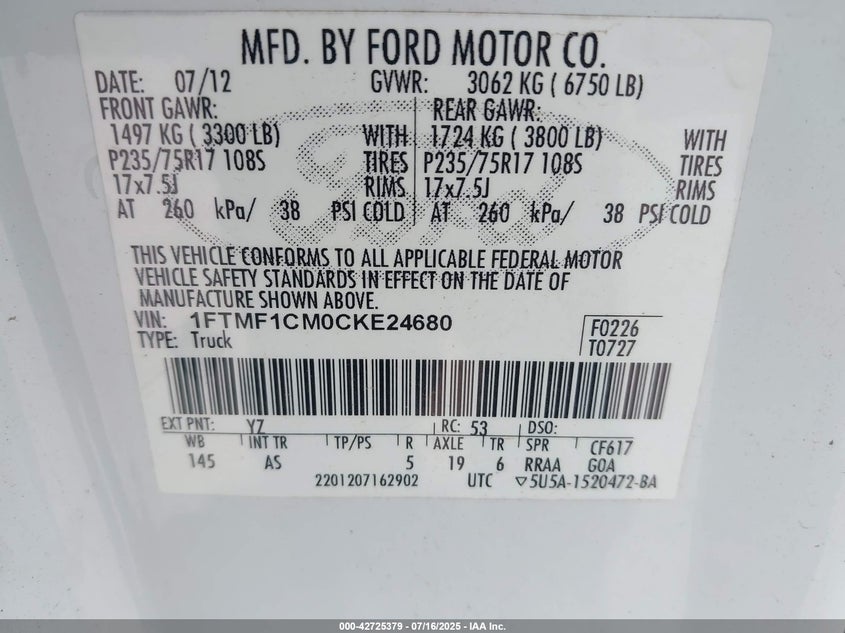 MFD. BY FORD MOTOR CO.
DATE: 07/12 GVWR: 3062 KG ( 6750 LB)
FRONT GAWR: REAR GAWR:
1497 KG ( 3300 LB) WITH 1724 KG ( 3800 LB) WITH
P235/75R17 108S TIRES P235/75R17 108S TIRES
17x7.5J RIMS 17x7.5J RIMS
AT 260 kPa/ 38 PSI COLD AT 260 kPa/ 38 PSI COLD
THIS VEHICLE CONFORMS TO ALL APPLICABLE FEDERAL MOTOR
VEHICLE SAFETY STANDARDS IN EFFECT ON THE DATE OF
MANUFACTURE SHOWN ABOVE.
VIN: 1FTMF1CM0CKE24680 F0226
TYPE: Truck T0727
EXT PNT: YZ RC: 53 DSO:
WB INT TR TP/PS R AXLE TR SPR CF617
145 AS 5 19 6 RRAA GOA
2201207162902 UTC ▽5U5A-1520472-BA
000-42725379 - 07/16/2025 - IAA Inc.